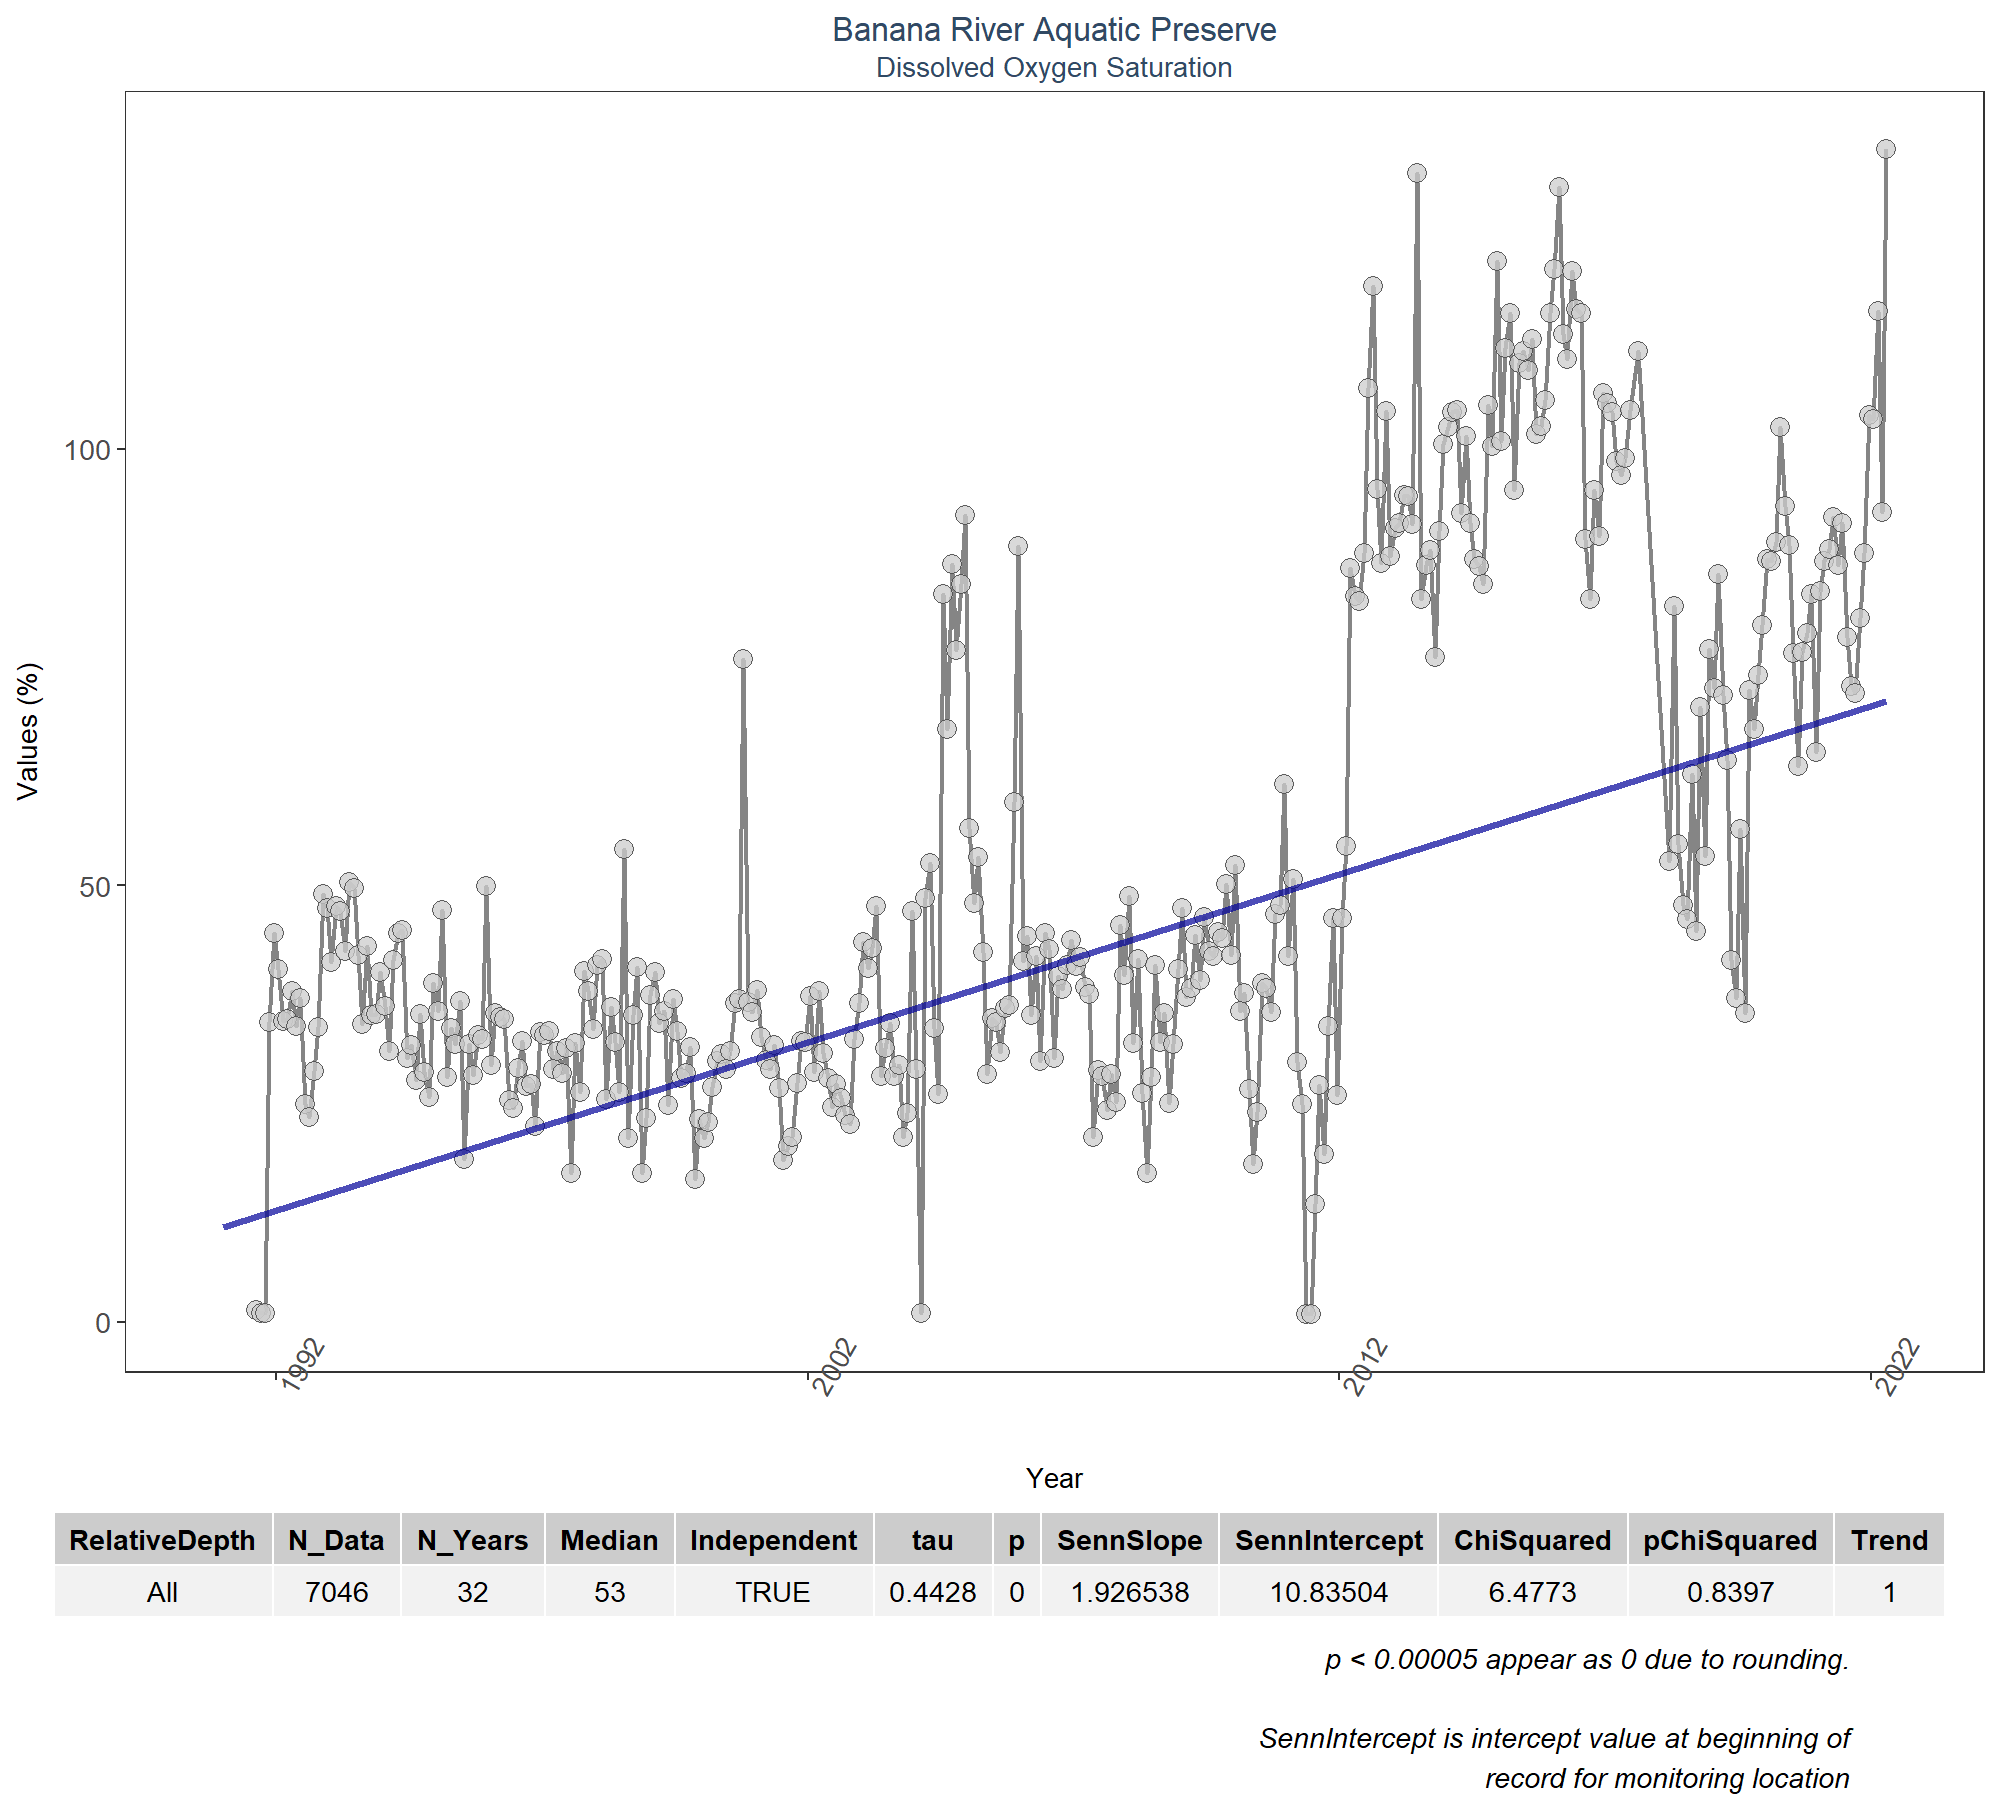 Banana River Aquatic Preserve
Dissolved Oxygen Saturation
Values (%)
100
50
0
1992 2002 2012 2022
Year
RelativeDepth N_Data N_Years Median Independent tau p SennSlope SennIntercept ChiSquared pChiSquared Trend
All 7046 32 53 TRUE 0.4428 0 1.926538 10.83504 6.4773 0.8397 1
p < 0.00005 appear as 0 due to rounding.
SennIntercept is intercept value at beginning of
record for monitoring location